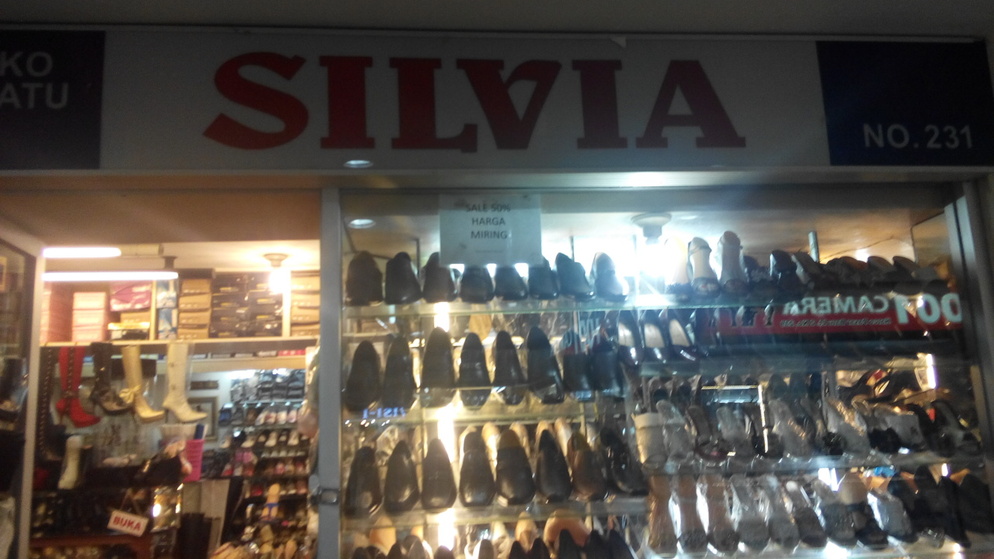 KO
ATU
SILVIA
NO. 231
SALE 50%
HARGA
MIRING
CAMERA
BUKA